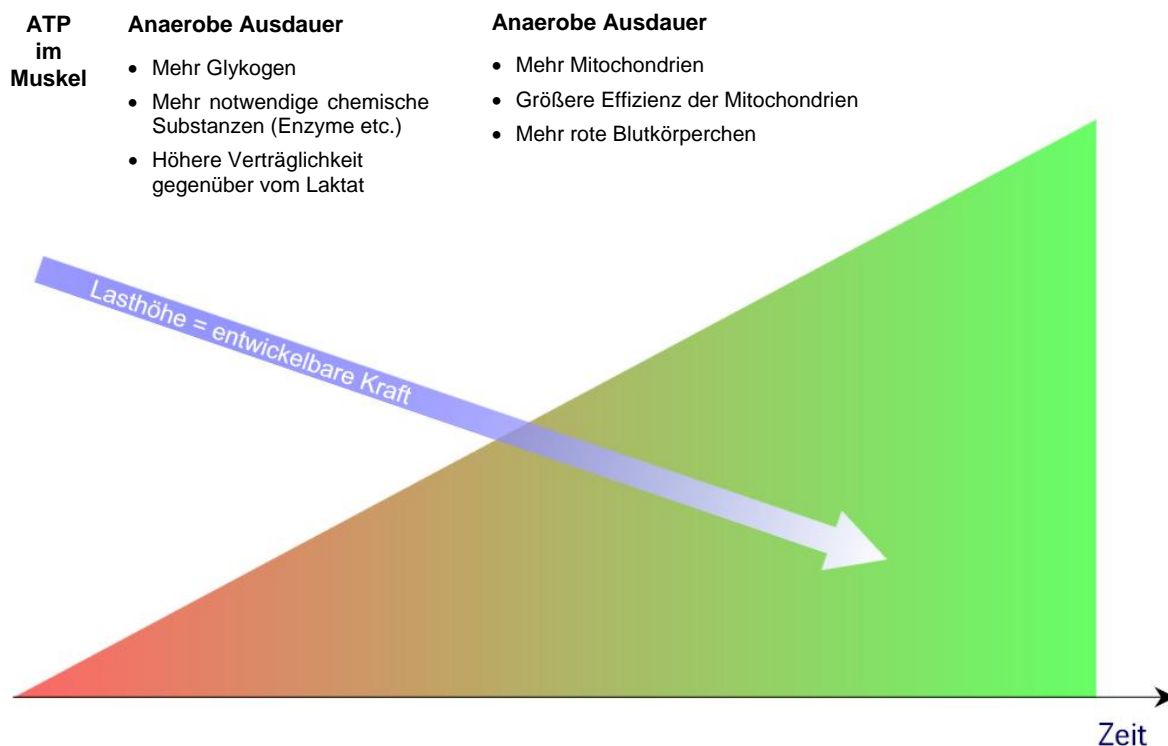 ATP
im
Muskel
Anaerobe Ausdauer
• Mehr Glykogen
• Mehr notwendige chemische
Substanzen (Enzyme etc.)
• Höhere Verträglichkeit
gegenüber vom Laktat
Anaerobe Ausdauer
• Mehr Mitochondrien
• Größere Effizienz der Mitochondrien
• Mehr rote Blutkörperchen
Lasthöhe = entwickelbare Kraft
Zeit